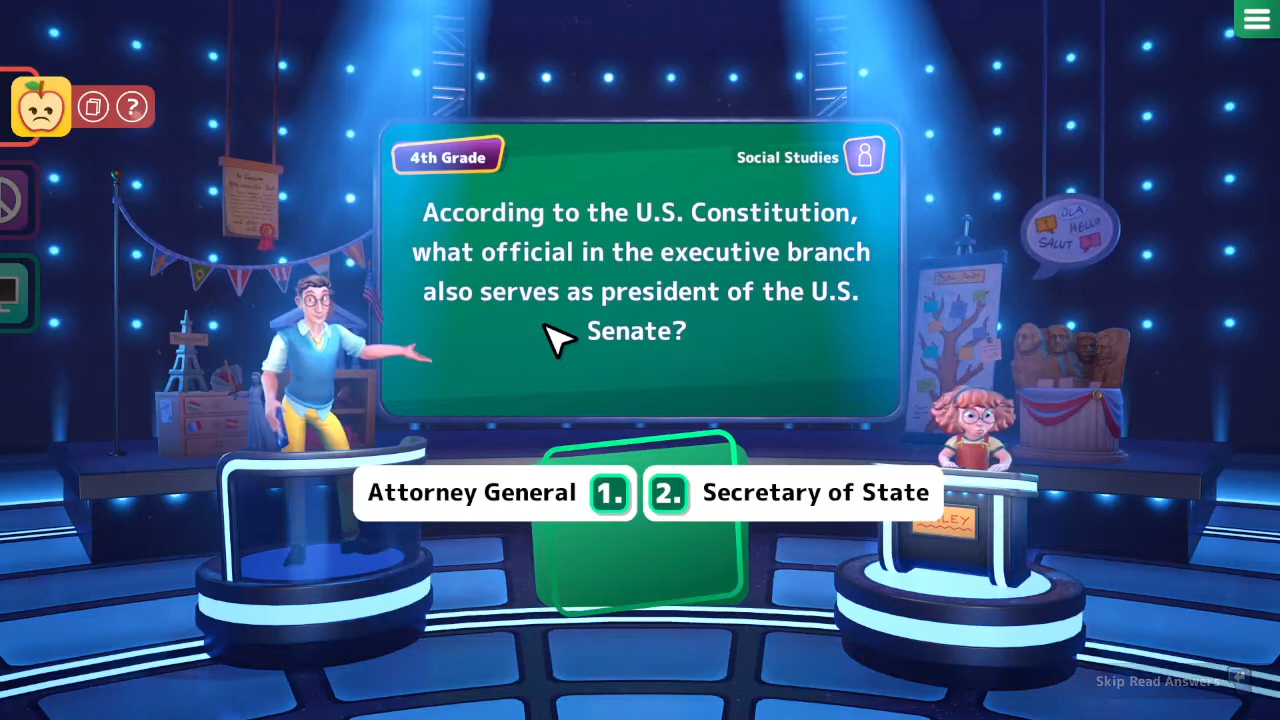 4th Grade
Social Studies
According to the U.S. Constitution,
what official in the executive branch
also serves as president of the U.S.
Senate?
OLA
HELLO
SALUT
Attorney General 1.
2. Secretary of State
Skip Read Answers
?